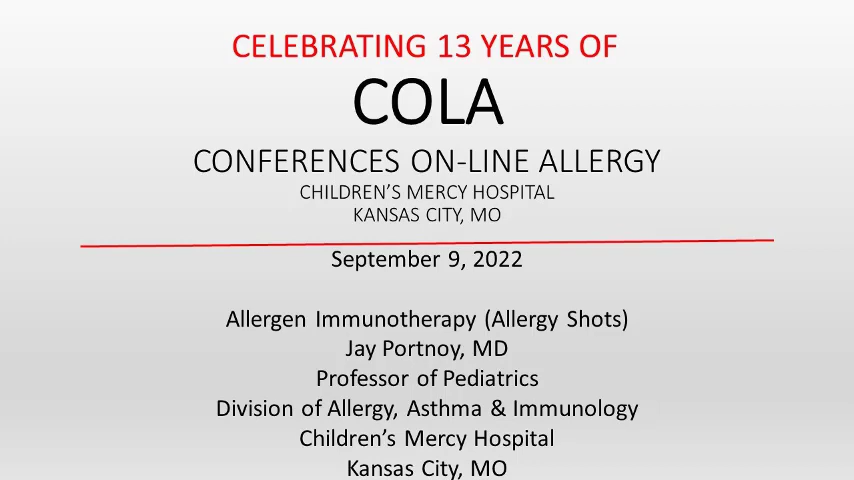 CELEBRATING 13 YEARS OF
COLA
CONFERENCES ON-LINE ALLERGY
CHILDREN’S MERCY HOSPITAL
KANSAS CITY, MO
September 9, 2022
Allergen Immunotherapy (Allergy Shots)
Jay Portnoy, MD
Professor of Pediatrics
Division of Allergy, Asthma & Immunology
Children’s Mercy Hospital
Kansas City, MO